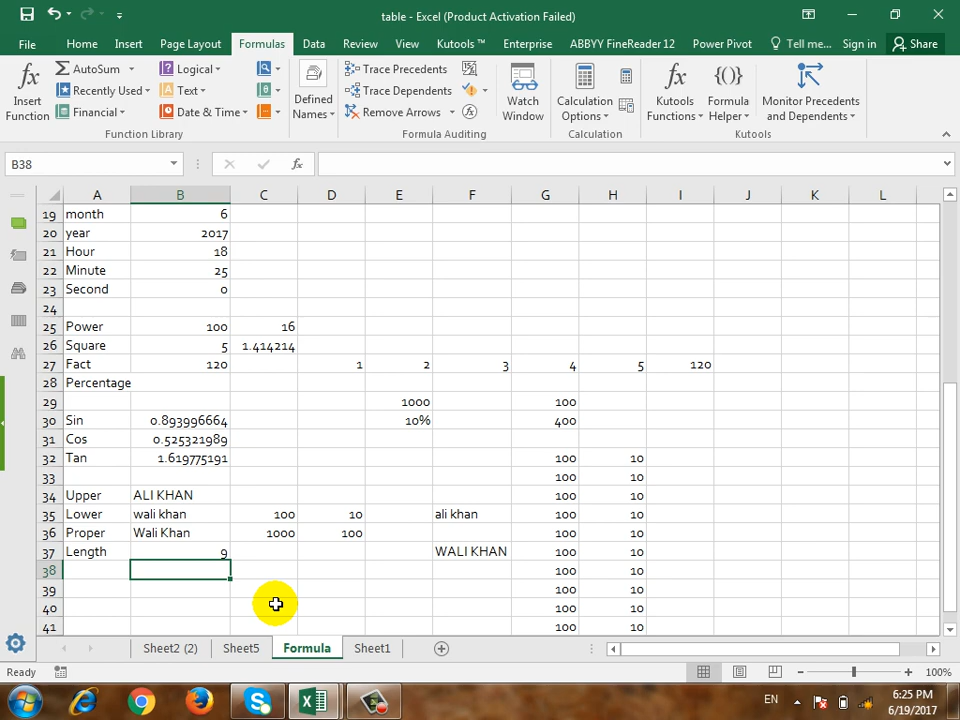 table - Excel (Product Activation Failed)
File Home Insert Page Layout Formulas Data Review View Kutools ™ Enterprise ABBYY FineReader 12 Power Pivot Tell me... Sign in Share
fx Insert Function
AutoSum Logical
Recently Used Text
Financial Date & Time
Function Library
Defined Names
Trace Precedents
Trace Dependents
Remove Arrows
Formula Auditing
Watch Window
Calculation Options
Calculation
fx Kutools Functions
Formula Helper
Monitor Precedents and Dependents
Kutools
B38 fx
A B C D E F G H I J K L
19 month 6
20 year 2017
21 Hour 18
22 Minute 25
23 Second 0
24
25 Power 100 16
26 Square 5 1.414214
27 Fact 120 1 2 3 4 5 120
28 Percentage
29 1000 100
30 Sin 0.893996664 10% 400
31 Cos 0.525321989
32 Tan 1.619775191 100 10
33 100 10
34 Upper ALI KHAN 100 10
35 Lower wali khan 100 10 ali khan 100 10
36 Proper Wali Khan 1000 100 100 10
37 Length 9 WALI KHAN 100 10
38 100 10
39 100 10
40 100 10
41 100 10
Sheet2 (2) Sheet5 Formula Sheet1
Ready 100%
EN 6:25 PM
6/19/2017